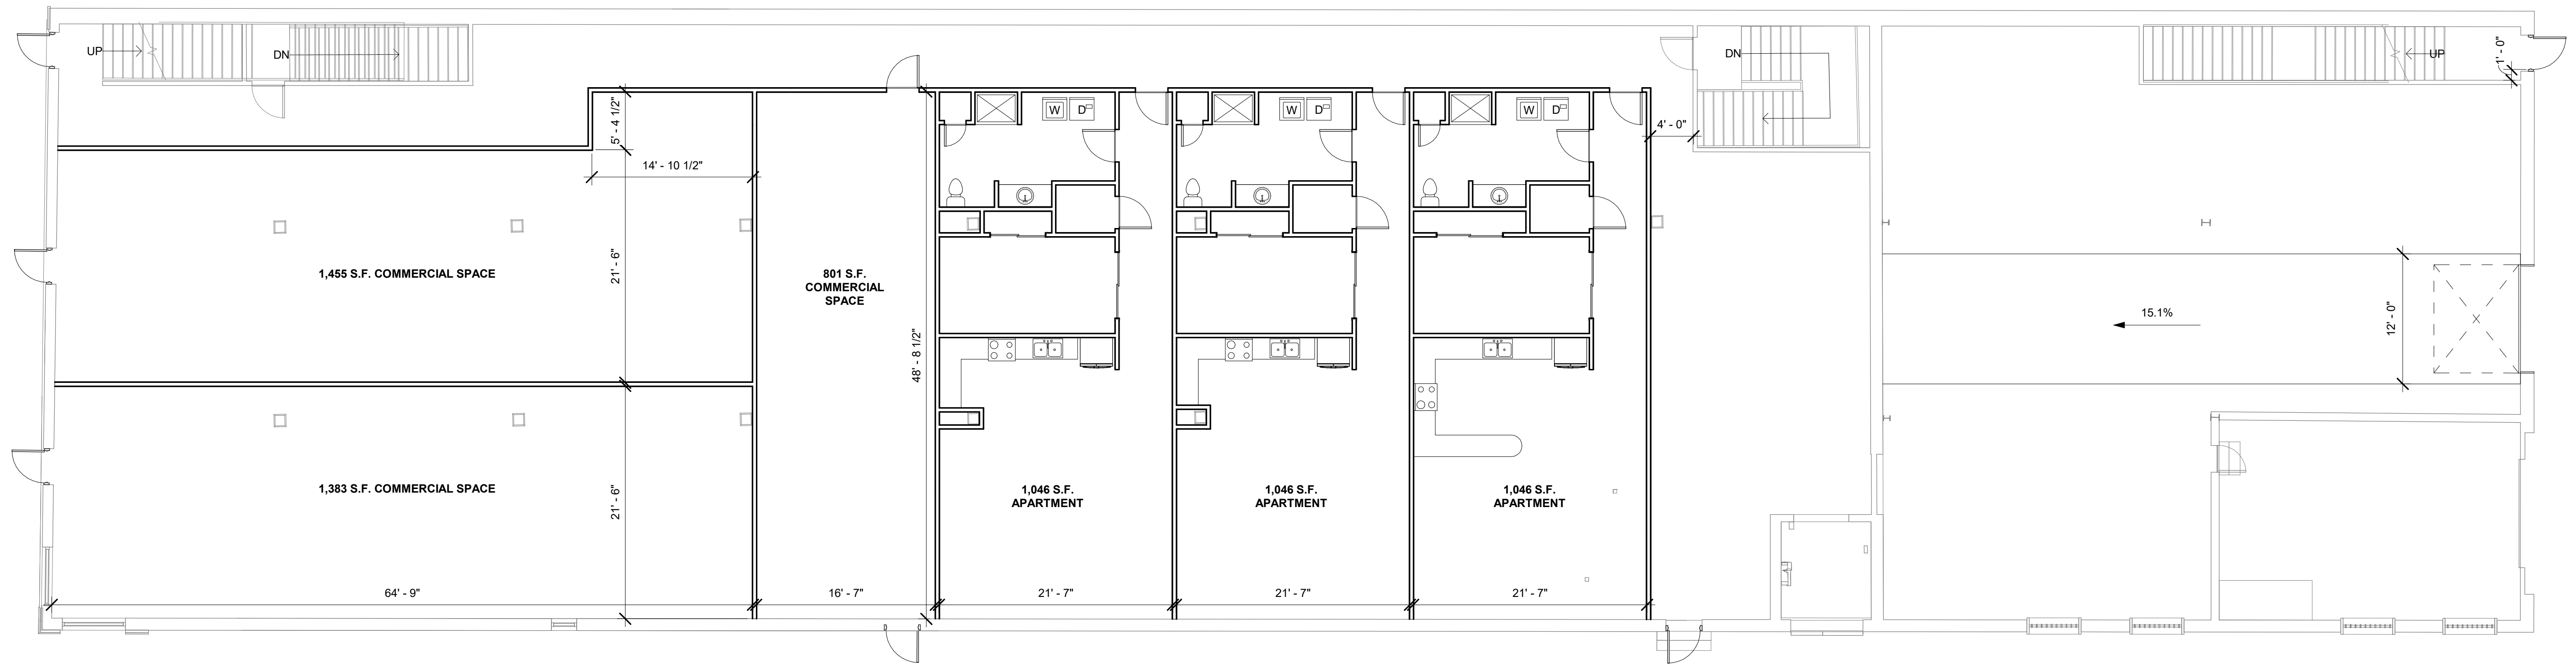 UP
DN
DN
UP
1' - 0"
5' - 4 1/2"
14' - 10 1/2"
W
D
W
D
W
D
4' - 0"
21' - 6"
1,455 S.F. COMMERCIAL SPACE
801 S.F.
COMMERCIAL
SPACE
48' - 8 1/2"
15.1%
12' - 0"
1,383 S.F. COMMERCIAL SPACE
21' - 6"
1,046 S.F.
APARTMENT
1,046 S.F.
APARTMENT
1,046 S.F.
APARTMENT
64' - 9"
16' - 7"
21' - 7"
21' - 7"
21' - 7"